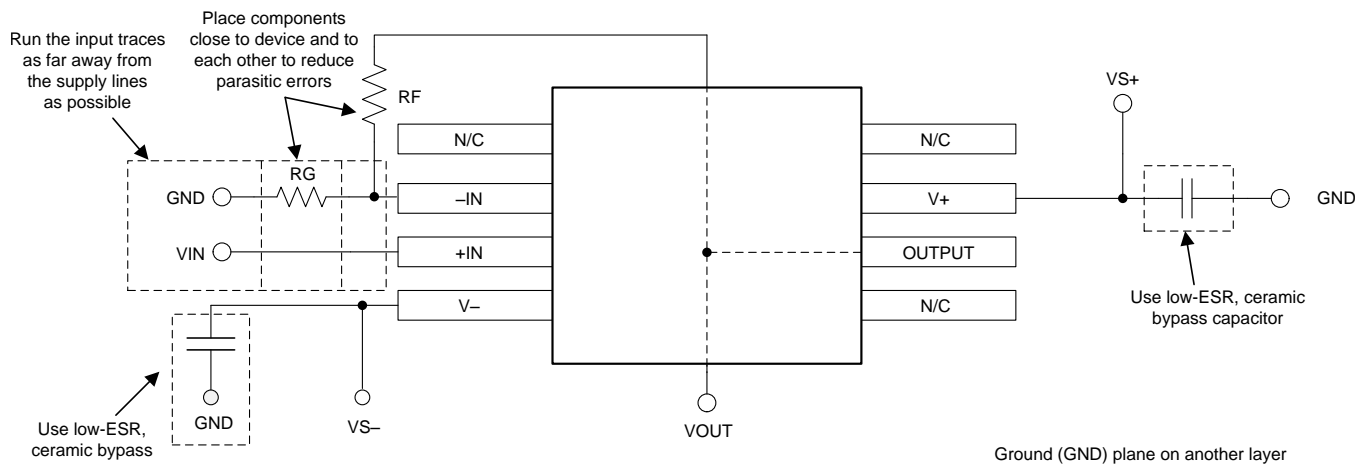 Run the input traces
as far away from
the supply lines
as possible
Place components
close to device and to
each other to reduce
parasitic errors
RF
VS+
N/C
N/C
RG
GND
–IN
V+
GND
VIN
+IN
OUTPUT
V–
N/C
Use low-ESR, ceramic
bypass capacitor
GND
VS–
VOUT
Use low-ESR,
ceramic bypass
Ground (GND) plane on another layer